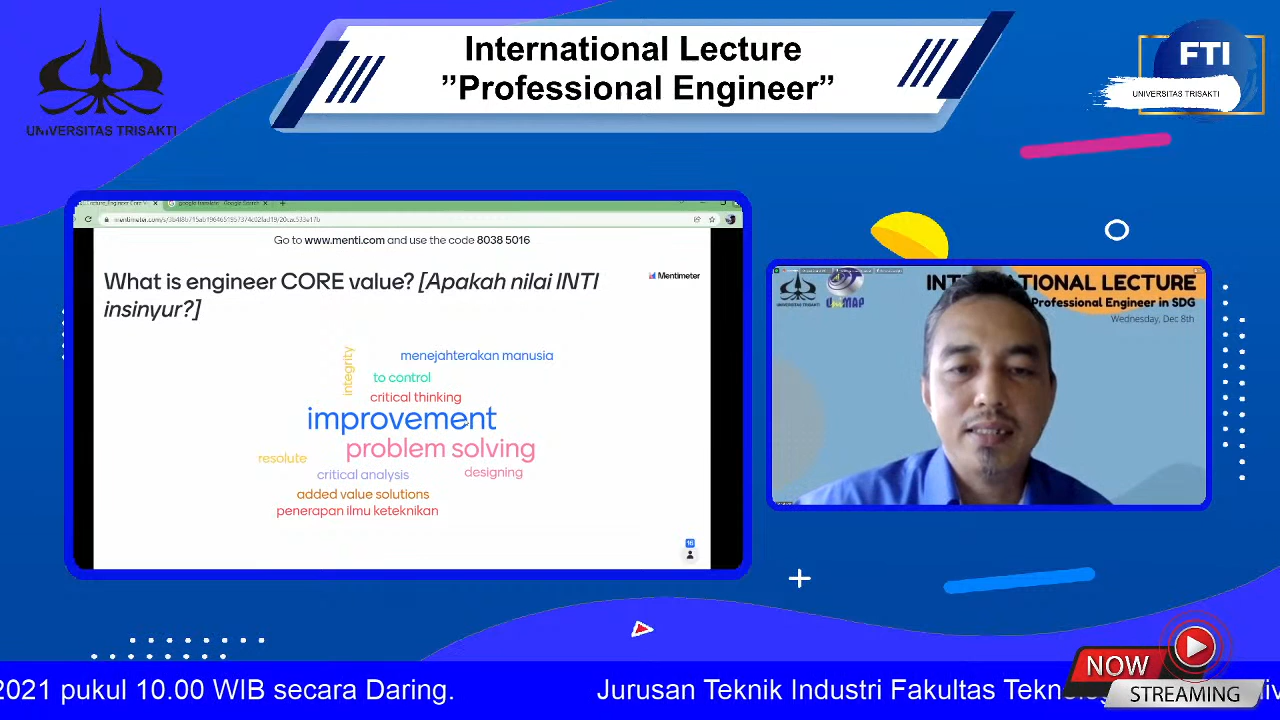 International Lecture
”Professional Engineer”
UNIVERSITAS TRISAKTI
FTI
UNIVERSITAS TRISAKTI
Go to www.menti.com and use the code 8038 5016
What is engineer CORE value? [Apakah nilai INTI
insinyur?]
Mentimeter
integrity
menejahterakan manusia
to control
critical thinking
improvement
problem solving
resolute
critical analysis
designing
added value solutions
penerapan ilmu keteknikan
16
LECTURE
Professional Engineer in SDG
Wednesday, Dec 8th
2021 pukul 10.00 WIB secara Daring.
Jurusan Teknik Industri Fakultas
NOW
STREAMING